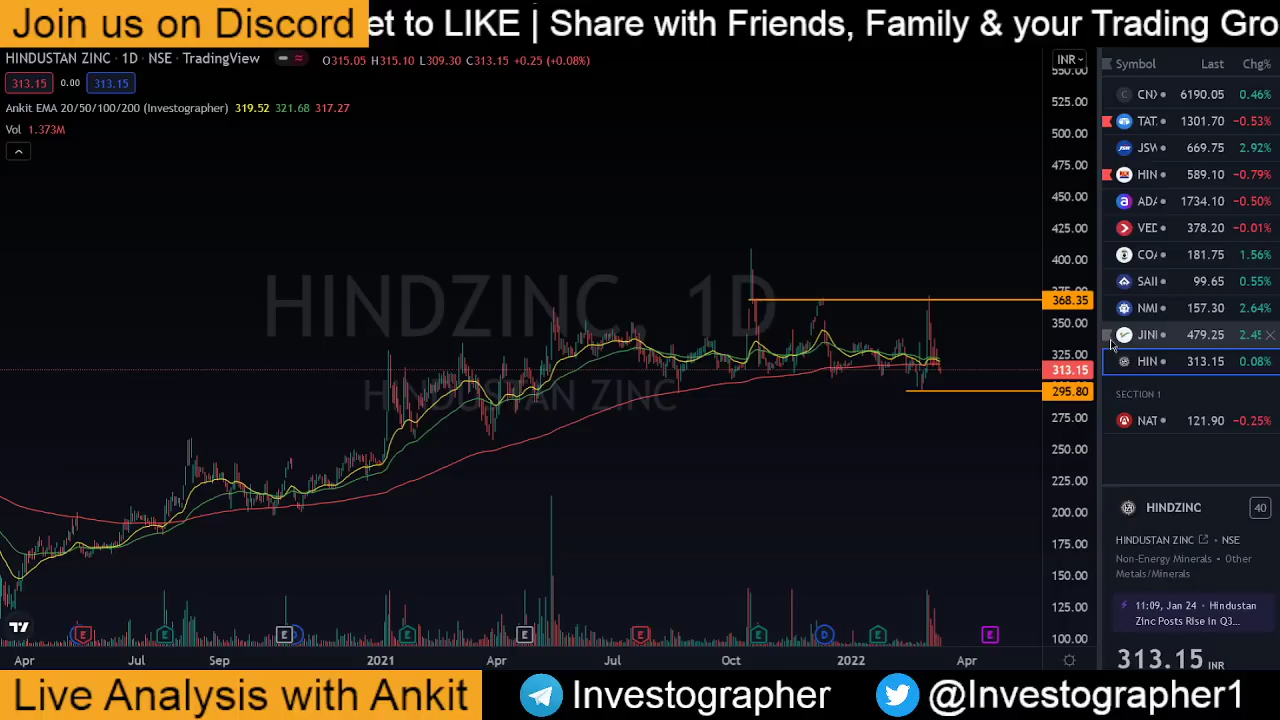 Join us on Discord
et to LIKE | Share with Friends, Family & your Trading Gro
HINDUSTAN ZINC · 1D · NSE · TradingView
O315.05 H315.10 L309.30 C313.15 +0.25 (+0.08%)
INR
313.15 0.00 313.15
Ankit EMA 20/50/100/200 (Investographer) 319.52 321.68 317.27
Vol 1.373M
HINDZINC, 1D
HINDUSTAN ZINC
550.00
525.00
500.00
475.00
450.00
425.00
400.00
368.35
350.00
325.00
313.15
295.80
275.00
250.00
225.00
200.00
175.00
150.00
125.00
100.00
E E E D E E E E D E E
Apr Jul Sep 2021 Apr Jul Oct 2022 Apr
Symbol Last Chg%
CNX 6190.05 0.46%
TAT 1301.70 −0.53%
JSW 669.75 2.92%
HIN 589.10 −0.79%
ADA 1734.10 −0.50%
VED 378.20 −0.01%
COA 181.75 1.56%
SAIL 99.65 0.55%
NMD 157.30 2.64%
JIN 479.25 2.45
HIN 313.15 0.08%
SECTION 1
NAT 121.90 −0.25%
HINDZINC 40
HINDUSTAN ZINC · NSE
Non-Energy Minerals · Other
Metals/Minerals
11:09, Jan 24 · Hindustan
Zinc Posts Rise In Q3...
313.15 INR
Live Analysis with Ankit
Investographer
@Investographer1